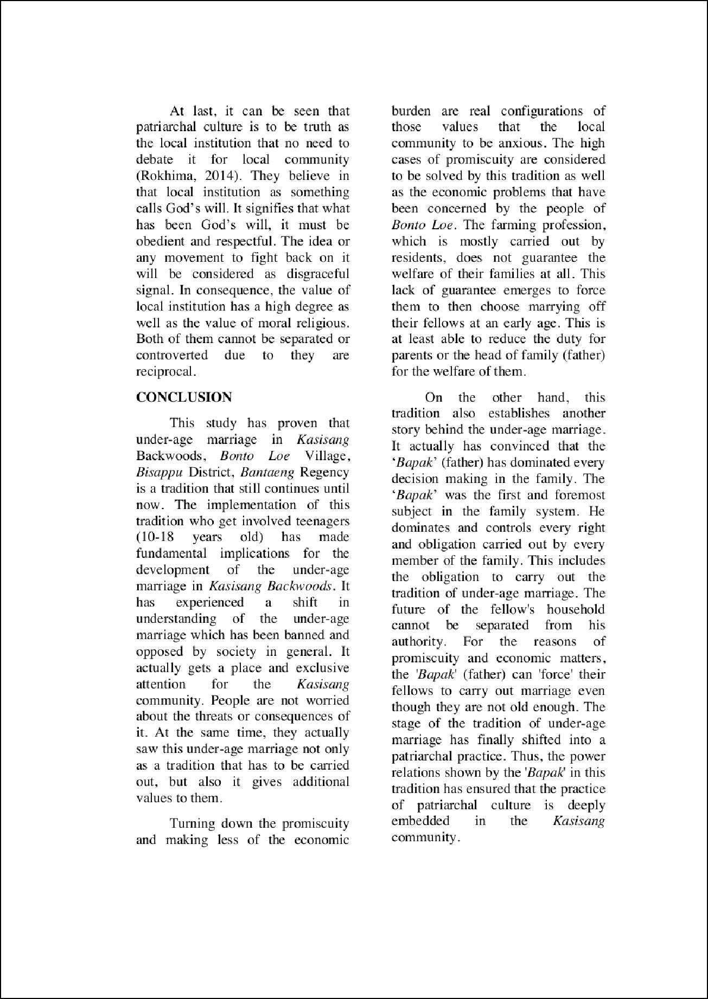 At last, it can be seen that
patriarchal culture is to be truth as
the local institution that no need to
debate it for local community
(Rokhima, 2014). They believe in
that local institution as something
calls God’s will. It signifies that what
has been God’s will, it must be
obedient and respectful. The idea or
any movement to fight back on it
will be considered as disgraceful
signal. In consequence, the value of
local institution has a high degree as
well as the value of moral religious.
Both of them cannot be separated or
controverted due to they are
reciprocal.
CONCLUSION
This study has proven that
under-age marriage in Kasisang
Backwoods, Bonto Loe Village,
Bisappu District, Bantaeng Regency
is a tradition that still continues until
now. The implementation of this
tradition who get involved teenagers
(10-18 years old) has made
fundamental implications for the
development of the under-age
marriage in Kasisang Backwoods. It
has experienced a shift in
understanding of the under-age
marriage which has been banned and
opposed by society in general. It
actually gets a place and exclusive
attention for the Kasisang
community. People are not worried
about the threats or consequences of
it. At the same time, they actually
saw this under-age marriage not only
as a tradition that has to be carried
out, but also it gives additional
values to them.
Turning down the promiscuity
and making less of the economic
burden are real configurations of
those values that the local
community to be anxious. The high
cases of promiscuity are considered
to be solved by this tradition as well
as the economic problems that have
been concerned by the people of
Bonto Loe. The farming profession,
which is mostly carried out by
residents, does not guarantee the
welfare of their families at all. This
lack of guarantee emerges to force
them to then choose marrying off
their fellows at an early age. This is
at least able to reduce the duty for
parents or the head of family (father)
for the welfare of them.
On the other hand, this
tradition also establishes another
story behind the under-age marriage.
It actually has convinced that the
‘Bapak’ (father) has dominated every
decision making in the family. The
‘Bapak’ was the first and foremost
subject in the family system. He
dominates and controls every right
and obligation carried out by every
member of the family. This includes
the obligation to carry out the
tradition of under-age marriage. The
future of the fellow's household
cannot be separated from his
authority. For the reasons of
promiscuity and economic matters,
the 'Bapak' (father) can 'force' their
fellows to carry out marriage even
though they are not old enough. The
stage of the tradition of under-age
marriage has finally shifted into a
patriarchal practice. Thus, the power
relations shown by the 'Bapak' in this
tradition has ensured that the practice
of patriarchal culture is deeply
embedded in the Kasisang
community.